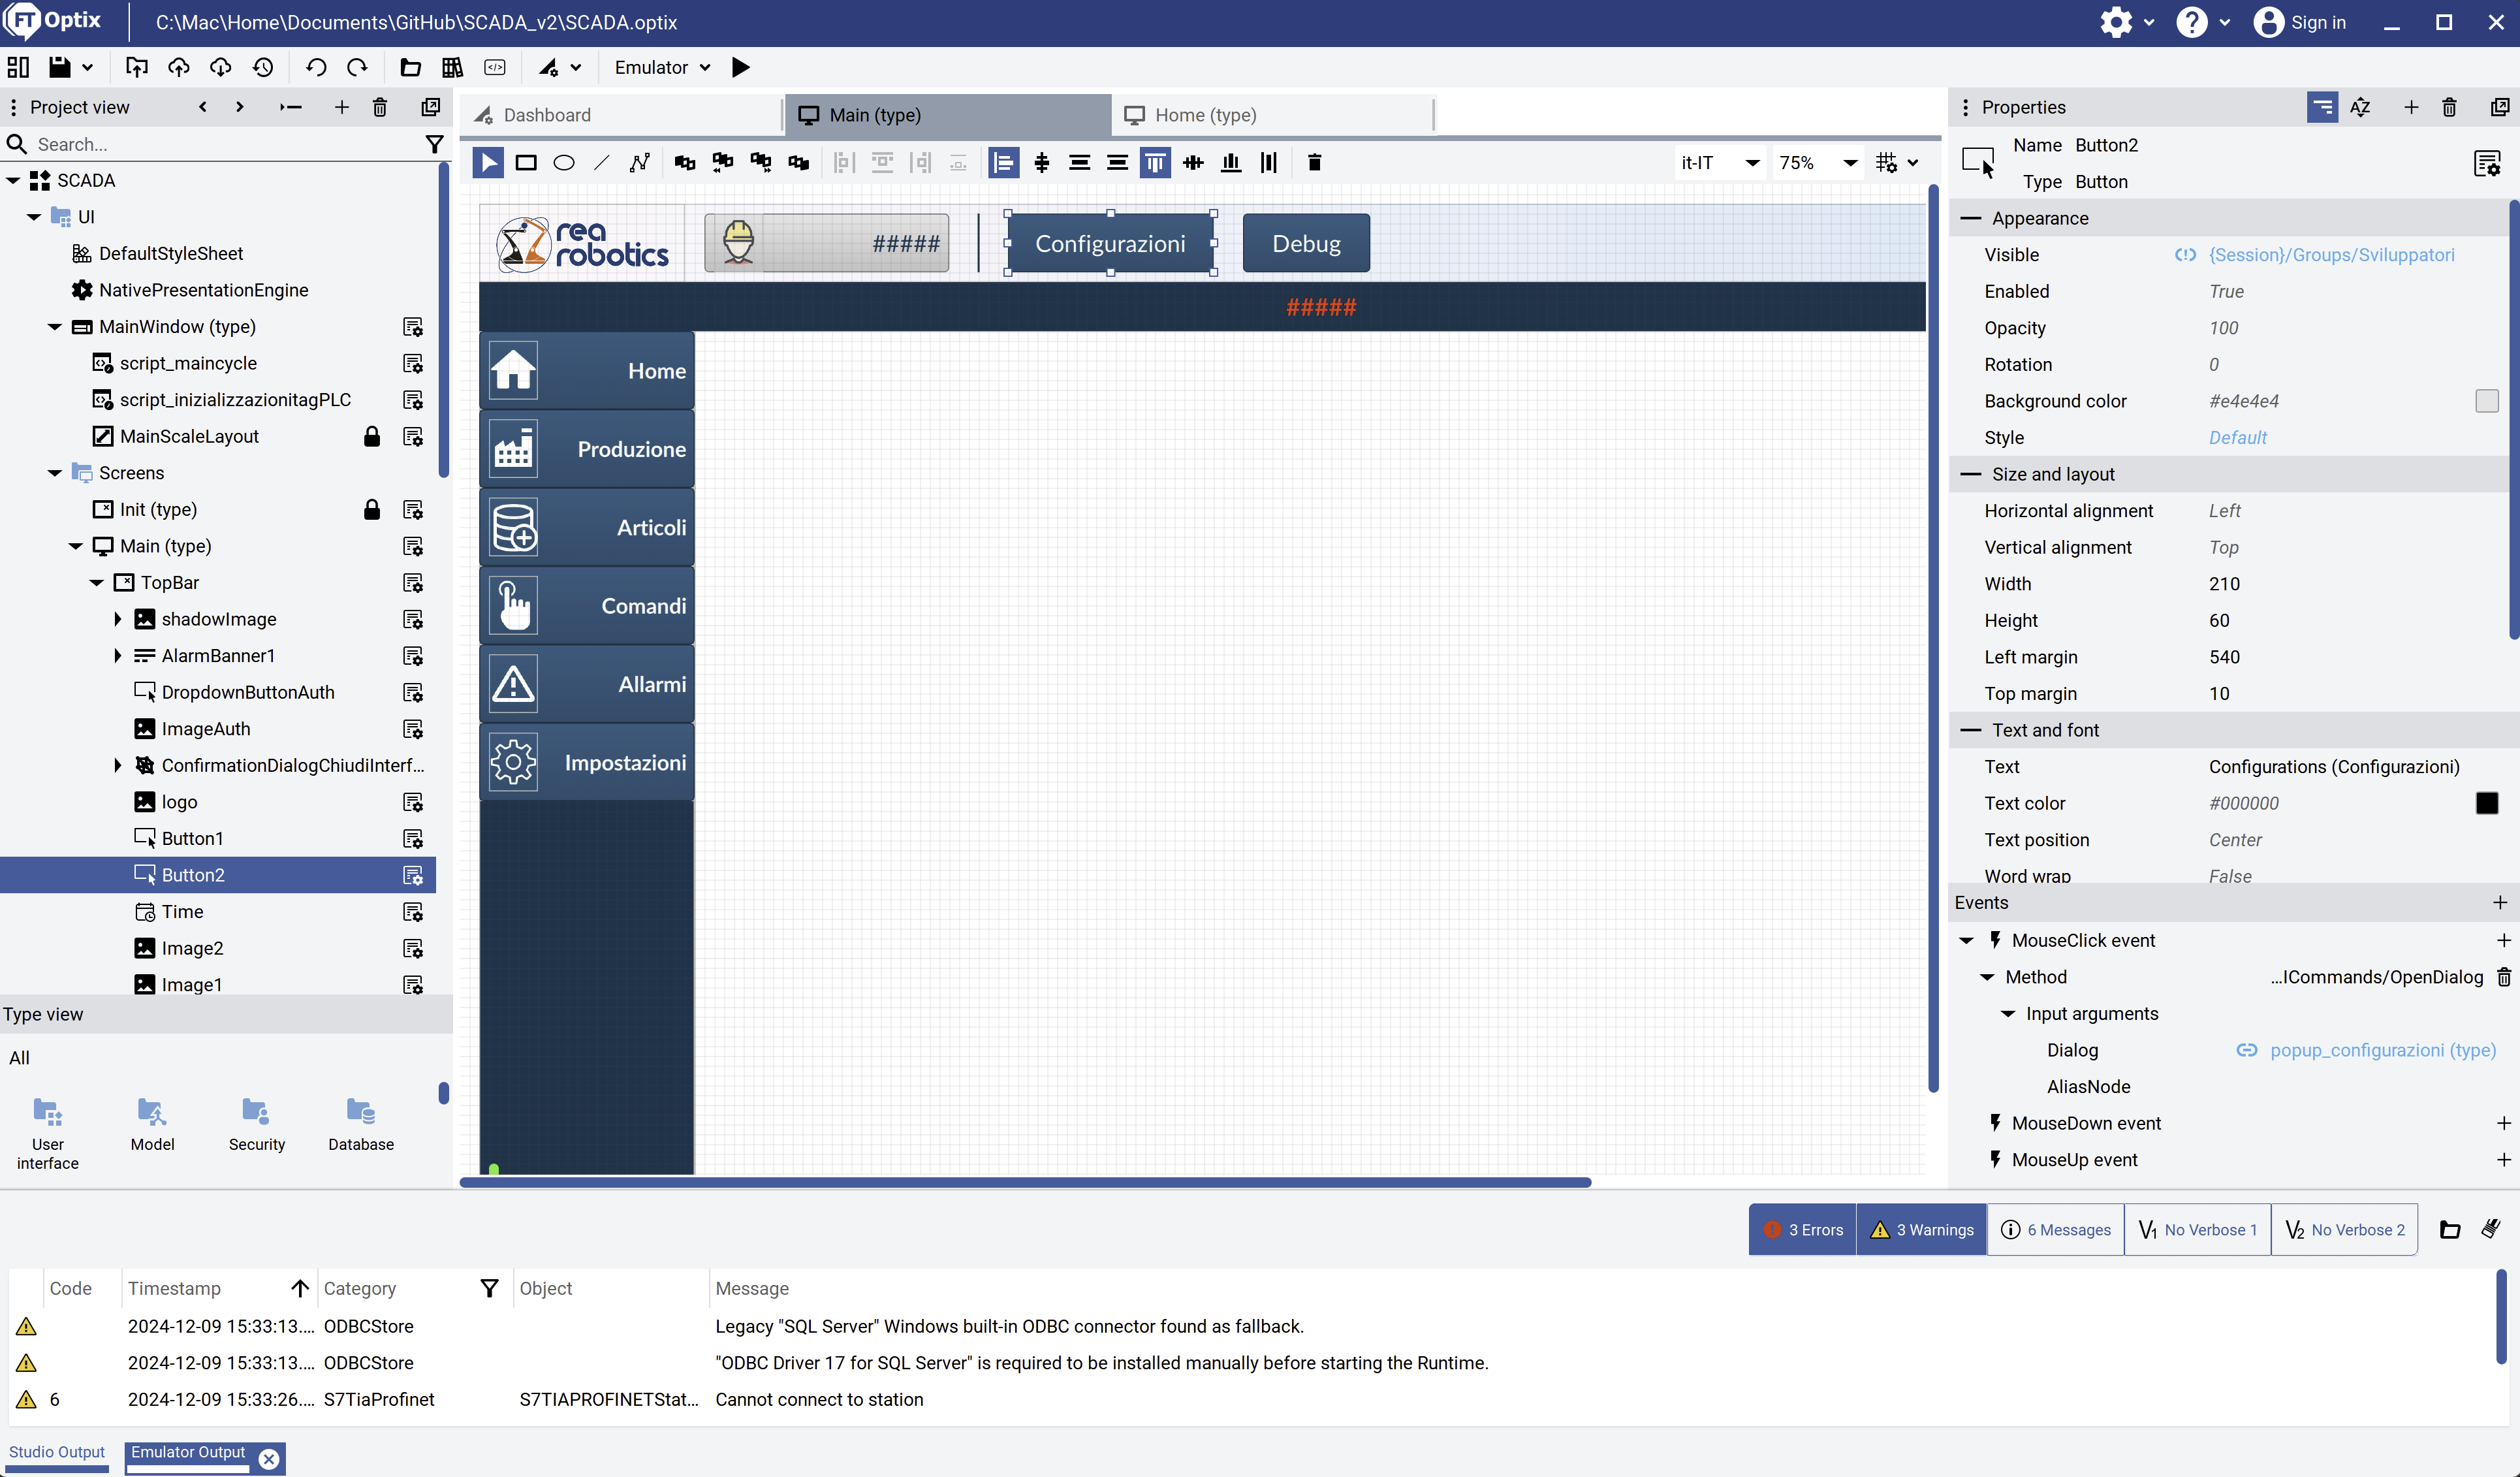 FT Optix
C:\Mac\Home\Documents\GitHub\SCADA_v2\SCADA.optix
Sign in
Emulator
Project view
Search...
SCADA
UI
DefaultStyleSheet
NativePresentationEngine
MainWindow (type)
script_maincycle
script_inizializzazionitagPLC
MainScaleLayout
Screens
Init (type)
Main (type)
TopBar
shadowImage
AlarmBanner1
DropdownButtonAuth
ImageAuth
ConfirmationDialogChiudiInterf...
logo
Button1
Button2
Time
Image2
Image1
Type view
All
User interface
Model
Security
Database
Dashboard
Main (type)
Home (type)
it-IT
75%
rea robotics
#####
Configurazioni
Debug
#####
Home
Produzione
Articoli
Comandi
Allarmi
Impostazioni
Properties
Name Button2
Type Button
Appearance
Visible {Session}/Groups/Sviluppatori
Enabled True
Opacity 100
Rotation 0
Background color #e4e4e4
Style Default
Size and layout
Horizontal alignment Left
Vertical alignment Top
Width 210
Height 60
Left margin 540
Top margin 10
Text and font
Text Configurations (Configurazioni)
Text color #000000
Text position Center
Word wrap False
Events
MouseClick event
Method ...ICommands/OpenDialog
Input arguments
Dialog popup_configurazioni (type)
AliasNode
MouseDown event
MouseUp event
3 Errors
3 Warnings
6 Messages
V1 No Verbose 1
V2 No Verbose 2
Code Timestamp Category Object Message
2024-12-09 15:33:13.... ODBCStore Legacy "SQL Server" Windows built-in ODBC connector found as fallback.
2024-12-09 15:33:13.... ODBCStore "ODBC Driver 17 for SQL Server" is required to be installed manually before starting the Runtime.
6 2024-12-09 15:33:26.... S7TiaProfinet S7TIAPROFINETStat... Cannot connect to station
Studio Output
Emulator Output